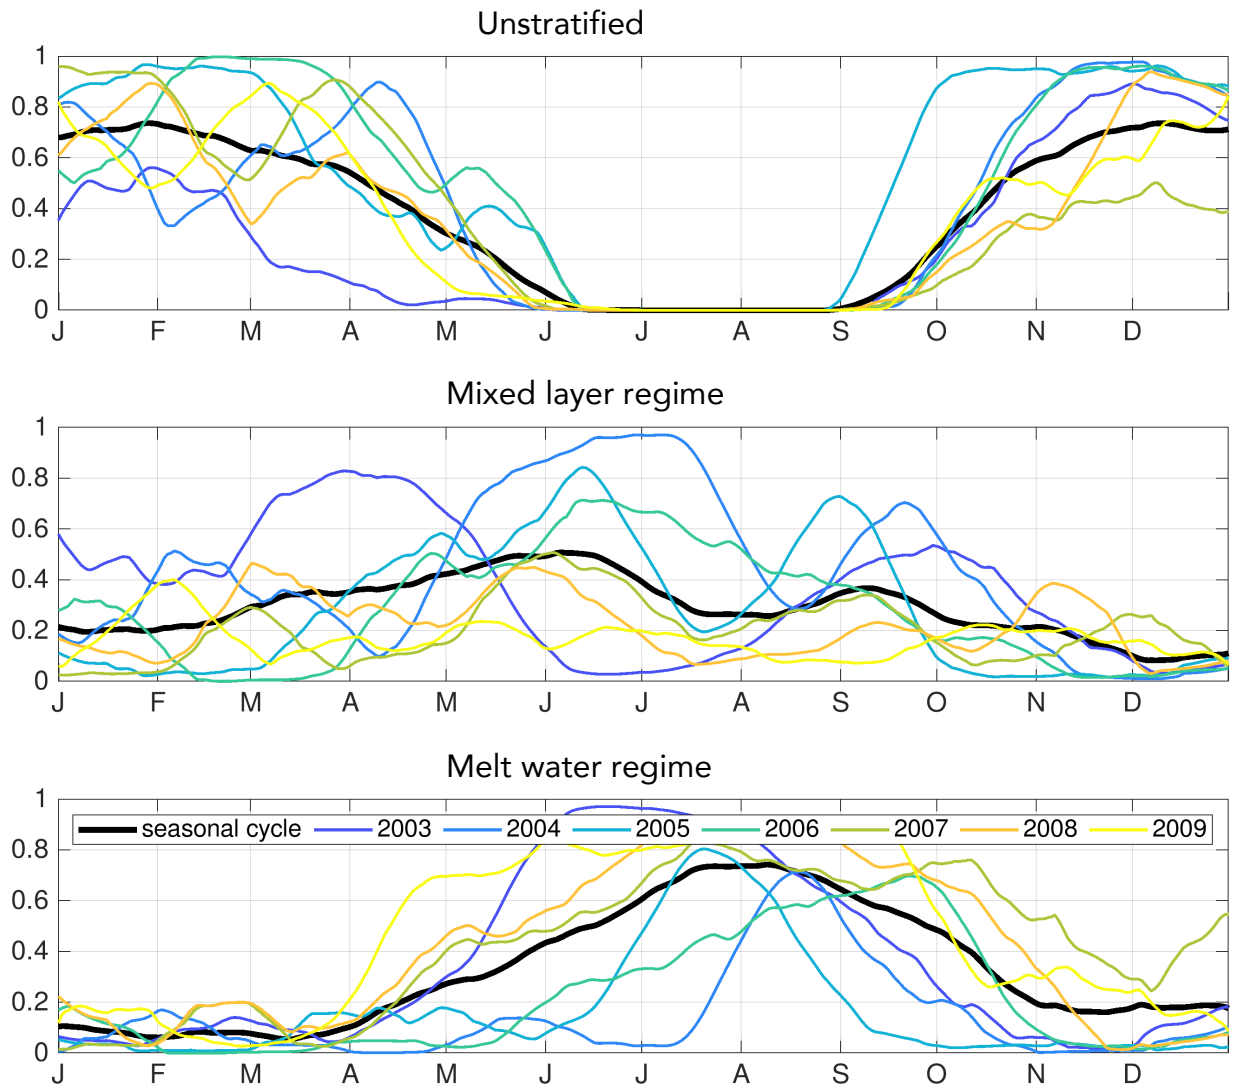 Unstratified
1
0.8
0.6
0.4
0.2
0
J F M A M J J A S O N D
Mixed layer regime
1
0.8
0.6
0.4
0.2
0
J F M A M J J A S O N D
Melt water regime
1
seasonal cycle 2003 2004 2005 2006 2007 2008 2009
0.8
0.6
0.4
0.2
0
J F M A M J J A S O N D